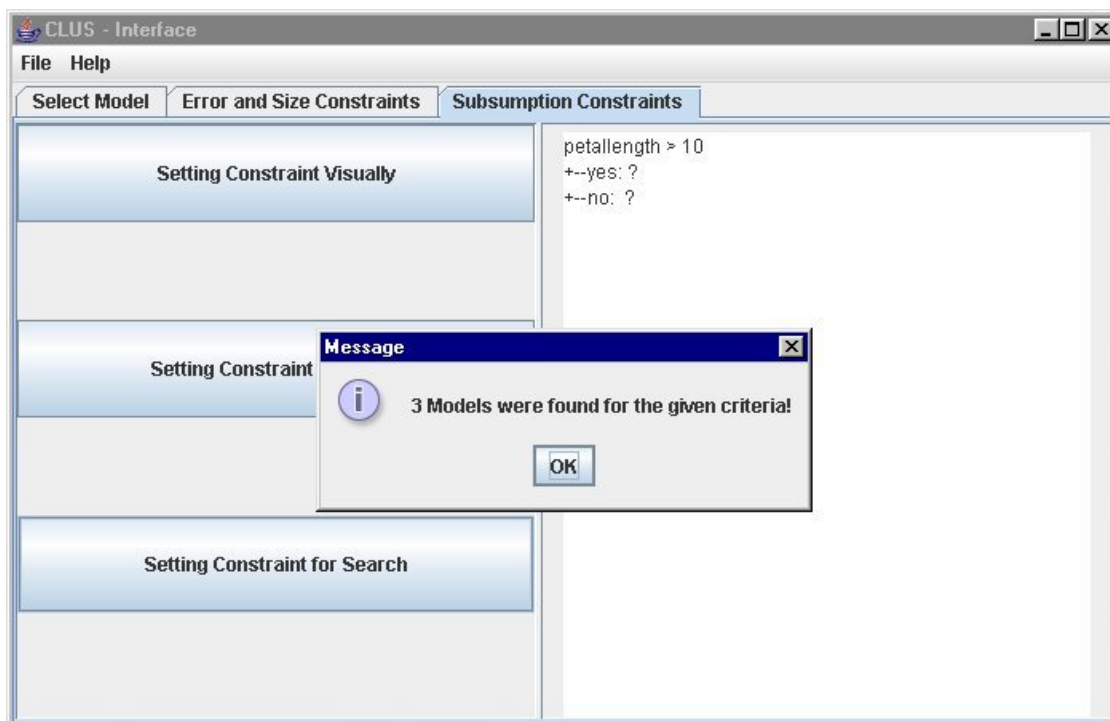 CLUS - Interface
File Help
Select Model Error and Size Constraints Subsumption Constraints
Setting Constraint Visually
petallength > 10
+--yes: ?
+--no: ?
Setting Constraint
Message
i
3 Models were found for the given criteria!
OK
Setting Constraint for Search